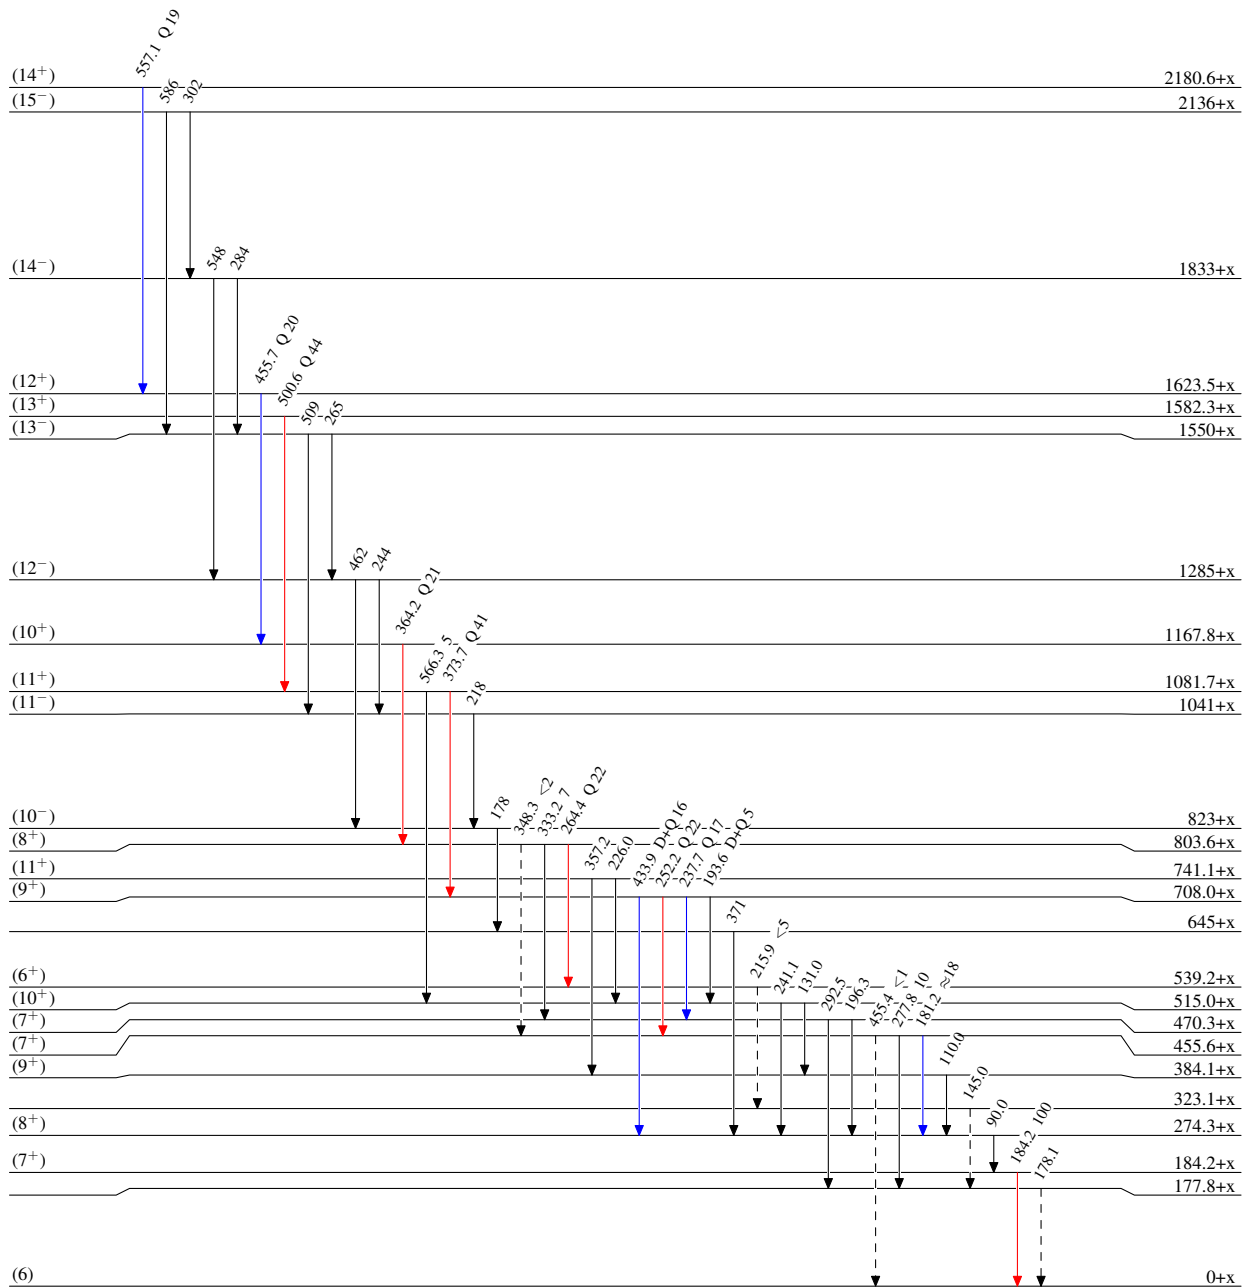 557.1 Q 19
(14⁺) 2180.6+x
586
302
(15⁻) 2136+x
548
284
(14⁻) 1833+x
455.7 Q 20
(12⁺) 1623.5+x
500.6 Q 44
(13⁺) 1582.3+x
509
265
(13⁻) 1550+x
462
244
(12⁻) 1285+x
364.2 Q 21
(10⁺) 1167.8+x
566.3 5
373.7 Q 41
(11⁺) 1081.7+x
218
(11⁻) 1041+x
178
(10⁻) 823+x
348.3 <2
333.2 7
264.4 Q 22
(8⁺) 803.6+x
357.2
226.0
(11⁺) 741.1+x
433.9 D+Q 16
252.2 Q 22
237.7 Q 17
193.6 D+Q 5
(9⁺) 708.0+x
371
645+x
215.9 <5
(6⁺) 539.2+x
241.1
131.0
(10⁺) 515.0+x
292.5
196.3
(7⁺) 470.3+x
455.4 <1
277.8 10
181.2 ≈18
(7⁺) 455.6+x
110.0
(9⁺) 384.1+x
145.0
323.1+x
90.0
(8⁺) 274.3+x
184.2 100
(7⁺) 184.2+x
178.1
177.8+x
(6) 0+x